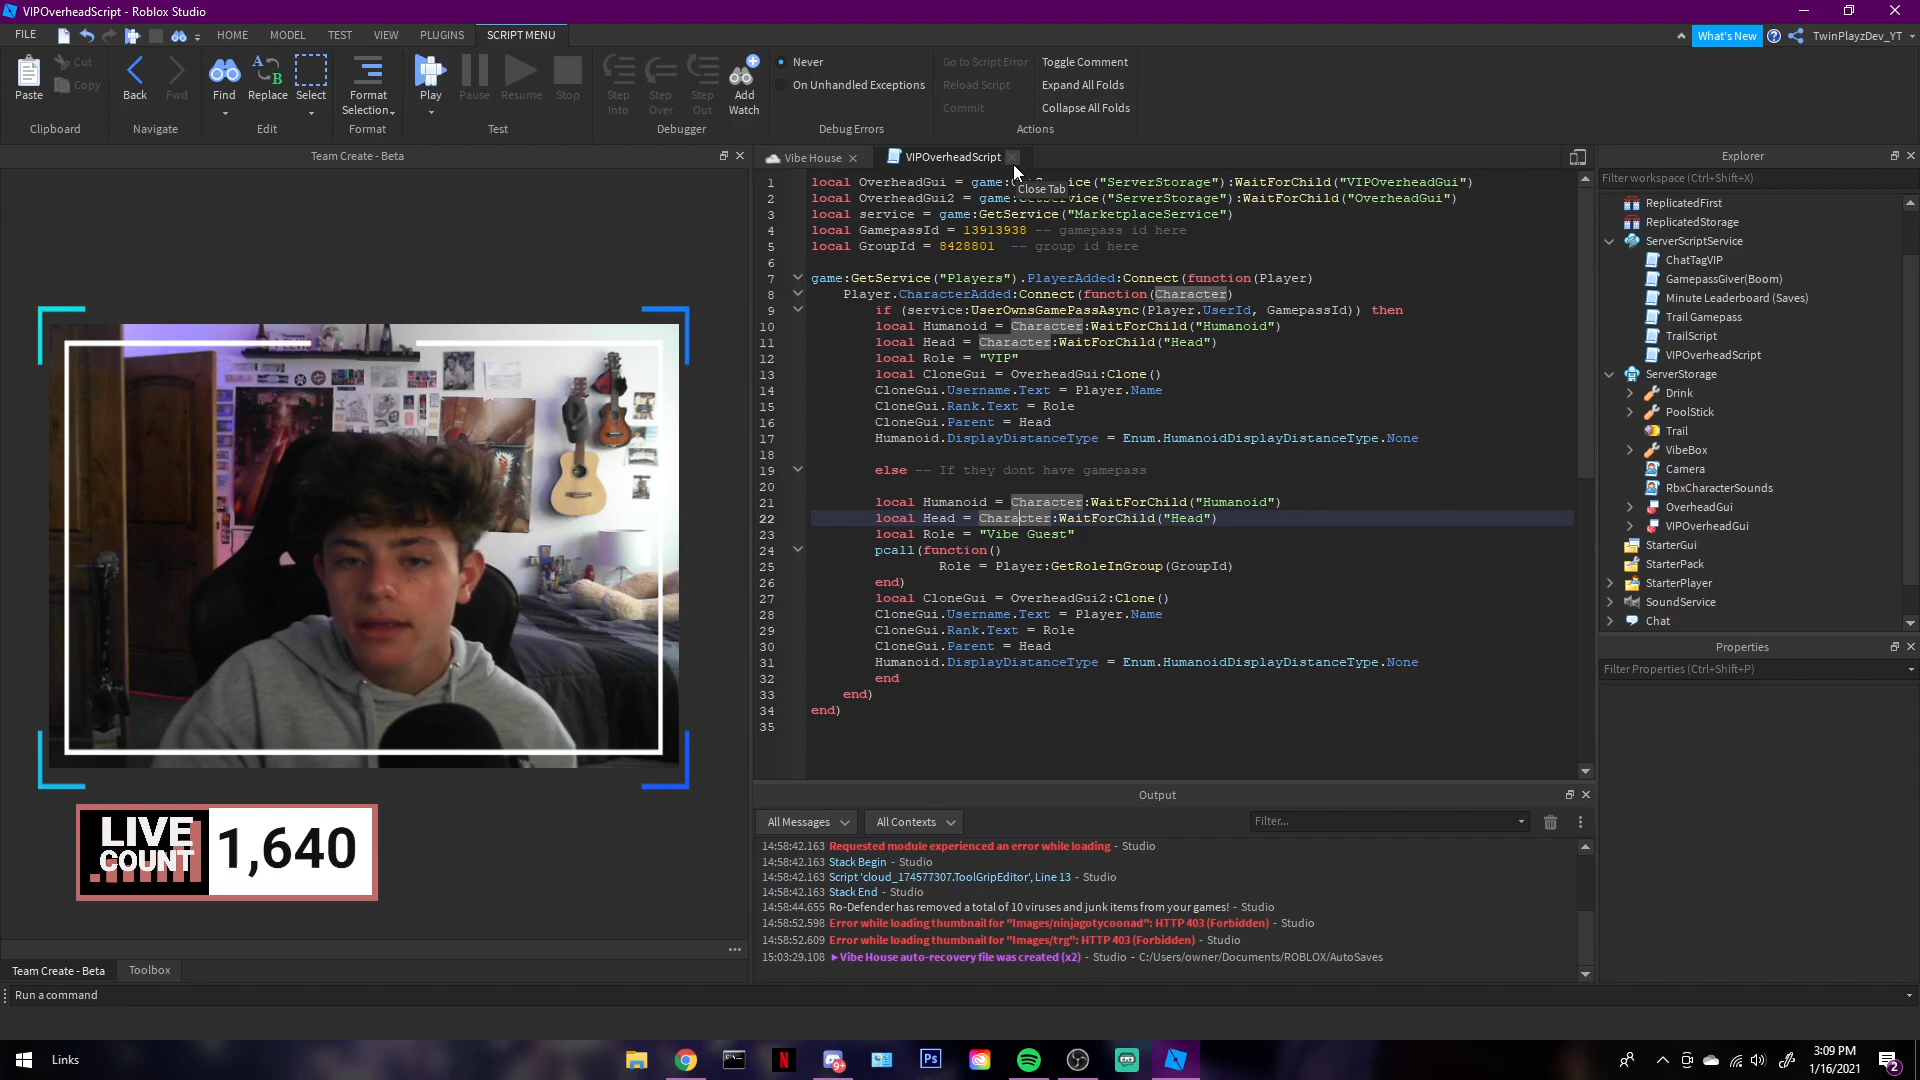 VIPOverheadScript - Roblox Studio
FILE HOME MODEL TEST VIEW PLUGINS SCRIPT MENU What's New TwinPlayzDev_YT
Paste Cut Copy Back Fwd Find Replace Select Format Selection Play Pause Resume Stop Step Into Step Over Step Out Add Watch
Never
On Unhandled Exceptions
Go to Script Error
Reload Script
Commit
Toggle Comment
Expand All Folds
Collapse All Folds
Clipboard Navigate Edit Format Test Debugger Debug Errors Actions
Team Create - Beta
Vibe House VIPOverheadScript
Close Tab
1 local OverheadGui = game: vice("ServerStorage"):WaitForChild("VIPOverheadGui")
2 local OverheadGui2 = game:GetService("ServerStorage"):WaitForChild("OverheadGui")
3 local service = game:GetService("MarketplaceService")
4 local GamepassId = 13913938 -- gamepass id here
5 local GroupId = 8428801 -- group id here
6
7 game:GetService("Players").PlayerAdded:Connect(function(Player)
8 Player.CharacterAdded:Connect(function(Character)
9 if (service:UserOwnsGamePassAsync(Player.UserId, GamepassId)) then
10 local Humanoid = Character:WaitForChild("Humanoid")
11 local Head = Character:WaitForChild("Head")
12 local Role = "VIP"
13 local CloneGui = OverheadGui:Clone()
14 CloneGui.Username.Text = Player.Name
15 CloneGui.Rank.Text = Role
16 CloneGui.Parent = Head
17 Humanoid.DisplayDistanceType = Enum.HumanoidDisplayDistanceType.None
18
19 else -- If they dont have gamepass
20
21 local Humanoid = Character:WaitForChild("Humanoid")
22 local Head = Character:WaitForChild("Head")
23 local Role = "Vibe Guest"
24 pcall(function()
25 Role = Player:GetRoleInGroup(GroupId)
26 end)
27 local CloneGui = OverheadGui2:Clone()
28 CloneGui.Username.Text = Player.Name
29 CloneGui.Rank.Text = Role
30 CloneGui.Parent = Head
31 Humanoid.DisplayDistanceType = Enum.HumanoidDisplayDistanceType.None
32 end
33 end)
34 end)
35
Explorer
Filter workspace (Ctrl+Shift+X)
ReplicatedFirst
ReplicatedStorage
ServerScriptService
ChatTagVIP
GamepassGiver(Boom)
Minute Leaderboard (Saves)
Trail Gamepass
TrailScript
VIPOverheadScript
ServerStorage
Drink
PoolStick
Trail
VibeBox
Camera
RbxCharacterSounds
OverheadGui
VIPOverheadGui
StarterGui
StarterPack
StarterPlayer
SoundService
Chat
Properties
Filter Properties (Ctrl+Shift+P)
LIVE
COUNT
1,640
Output
All Messages All Contexts Filter...
14:58:42.163 Requested module experienced an error while loading - Studio
14:58:42.163 Stack Begin - Studio
14:58:42.163 Script 'cloud_174577307.ToolGripEditor', Line 13 - Studio
14:58:42.163 Stack End - Studio
14:58:44.655 Ro-Defender has removed a total of 10 viruses and junk items from your games! - Studio
14:58:52.598 Error while loading thumbnail for "Images/ninjagotycoonad": HTTP 403 (Forbidden) - Studio
14:58:52.609 Error while loading thumbnail for "Images/trg": HTTP 403 (Forbidden) - Studio
15:03:29.108 Vibe House auto-recovery file was created (x2) - Studio - C:/Users/owner/Documents/ROBLOX/AutoSaves
Team Create - Beta Toolbox
Run a command
Links
Ps
9+
3:09 PM
1/16/2021
2